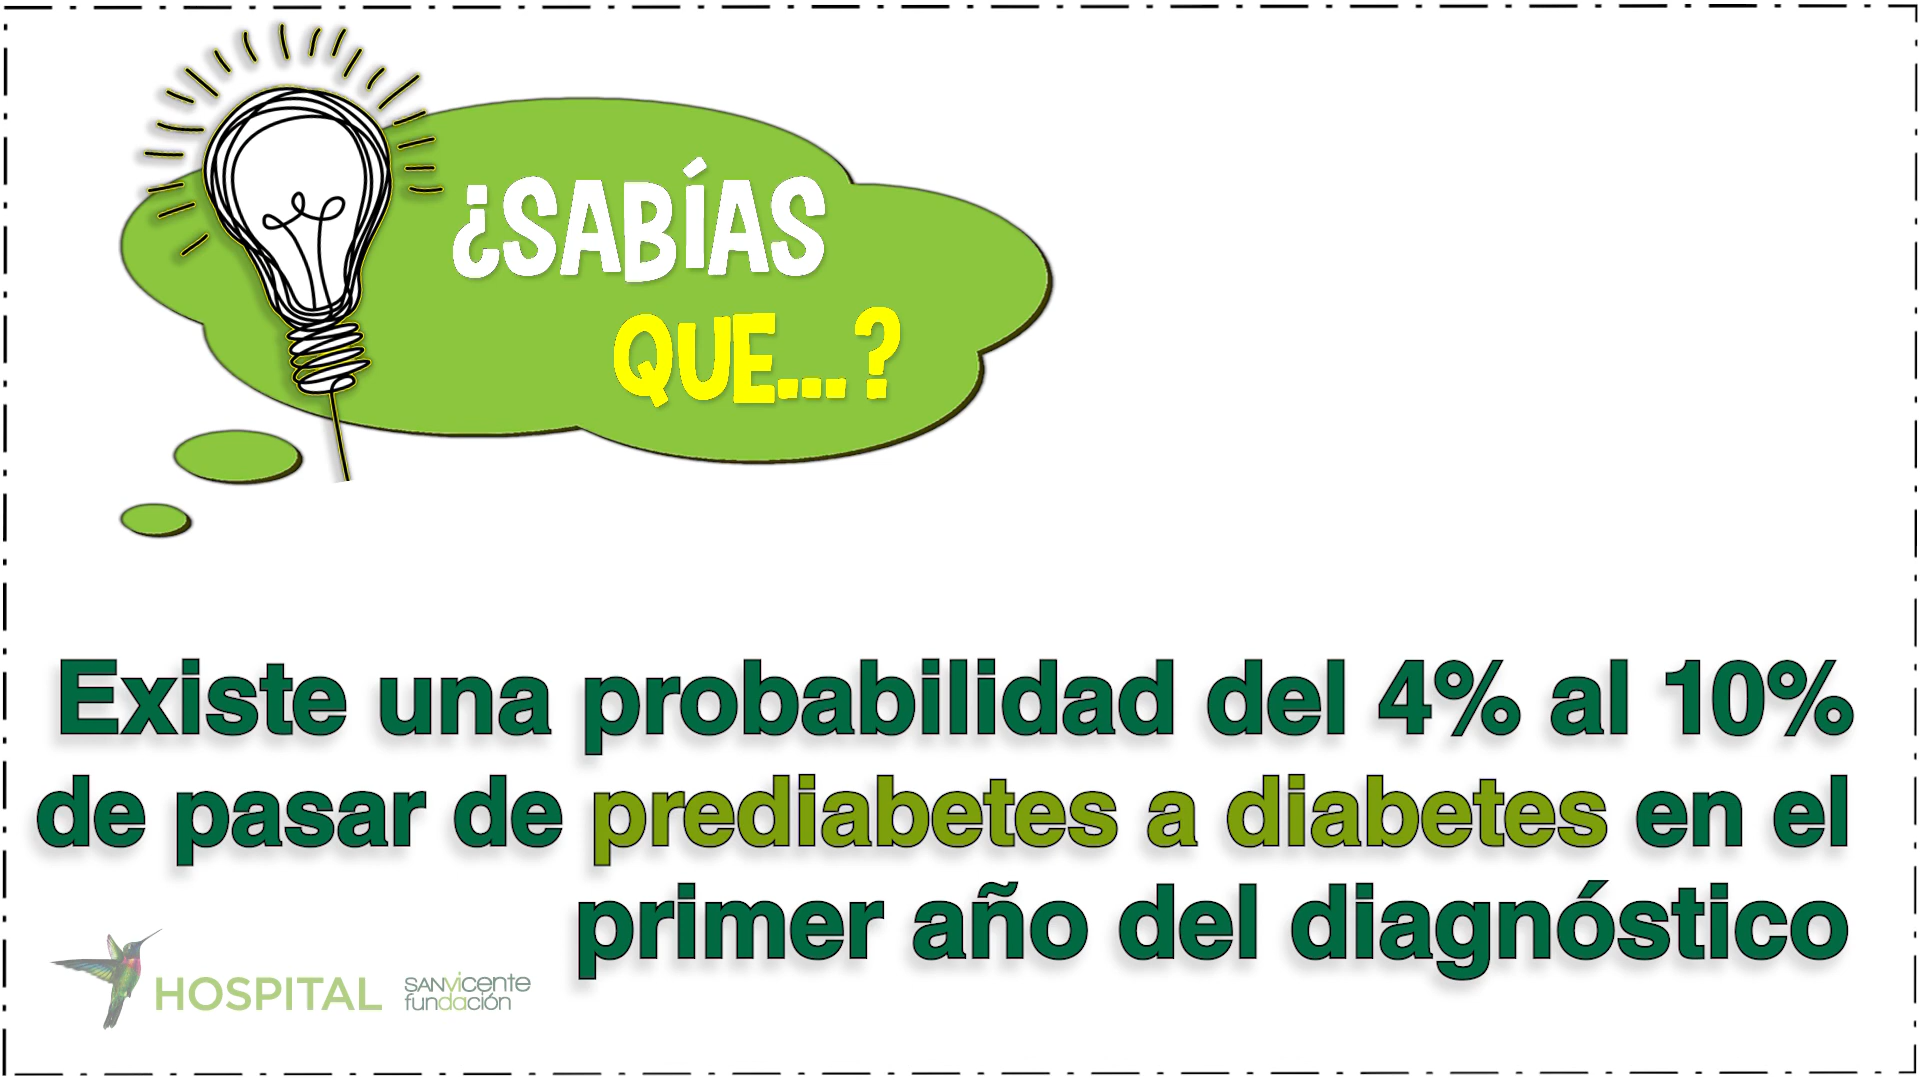 ¿SABÍAS
QUE...?
Existe una probabilidad del 4% al 10%
de pasar de prediabetes a diabetes en el
primer año del diagnóstico
HOSPITAL
SANVICENTE
fundación